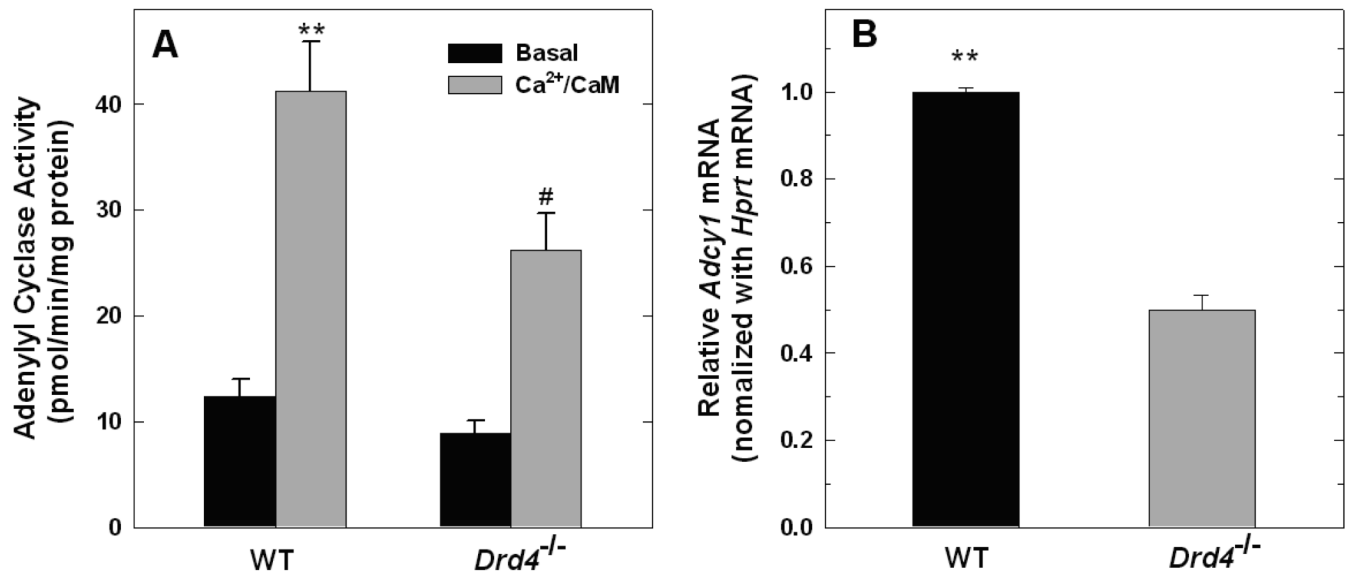 A
**
Basal
Ca²⁺/CaM
#
40
30
20
10
0
Adenylyl Cyclase Activity
(pmol/min/mg protein)
WT
Drd4⁻/⁻
B
**
1.0
0.8
0.6
0.4
0.2
0.0
Relative Adcy1 mRNA
(nomalized with Hprt mRNA)
WT
Drd4⁻/⁻